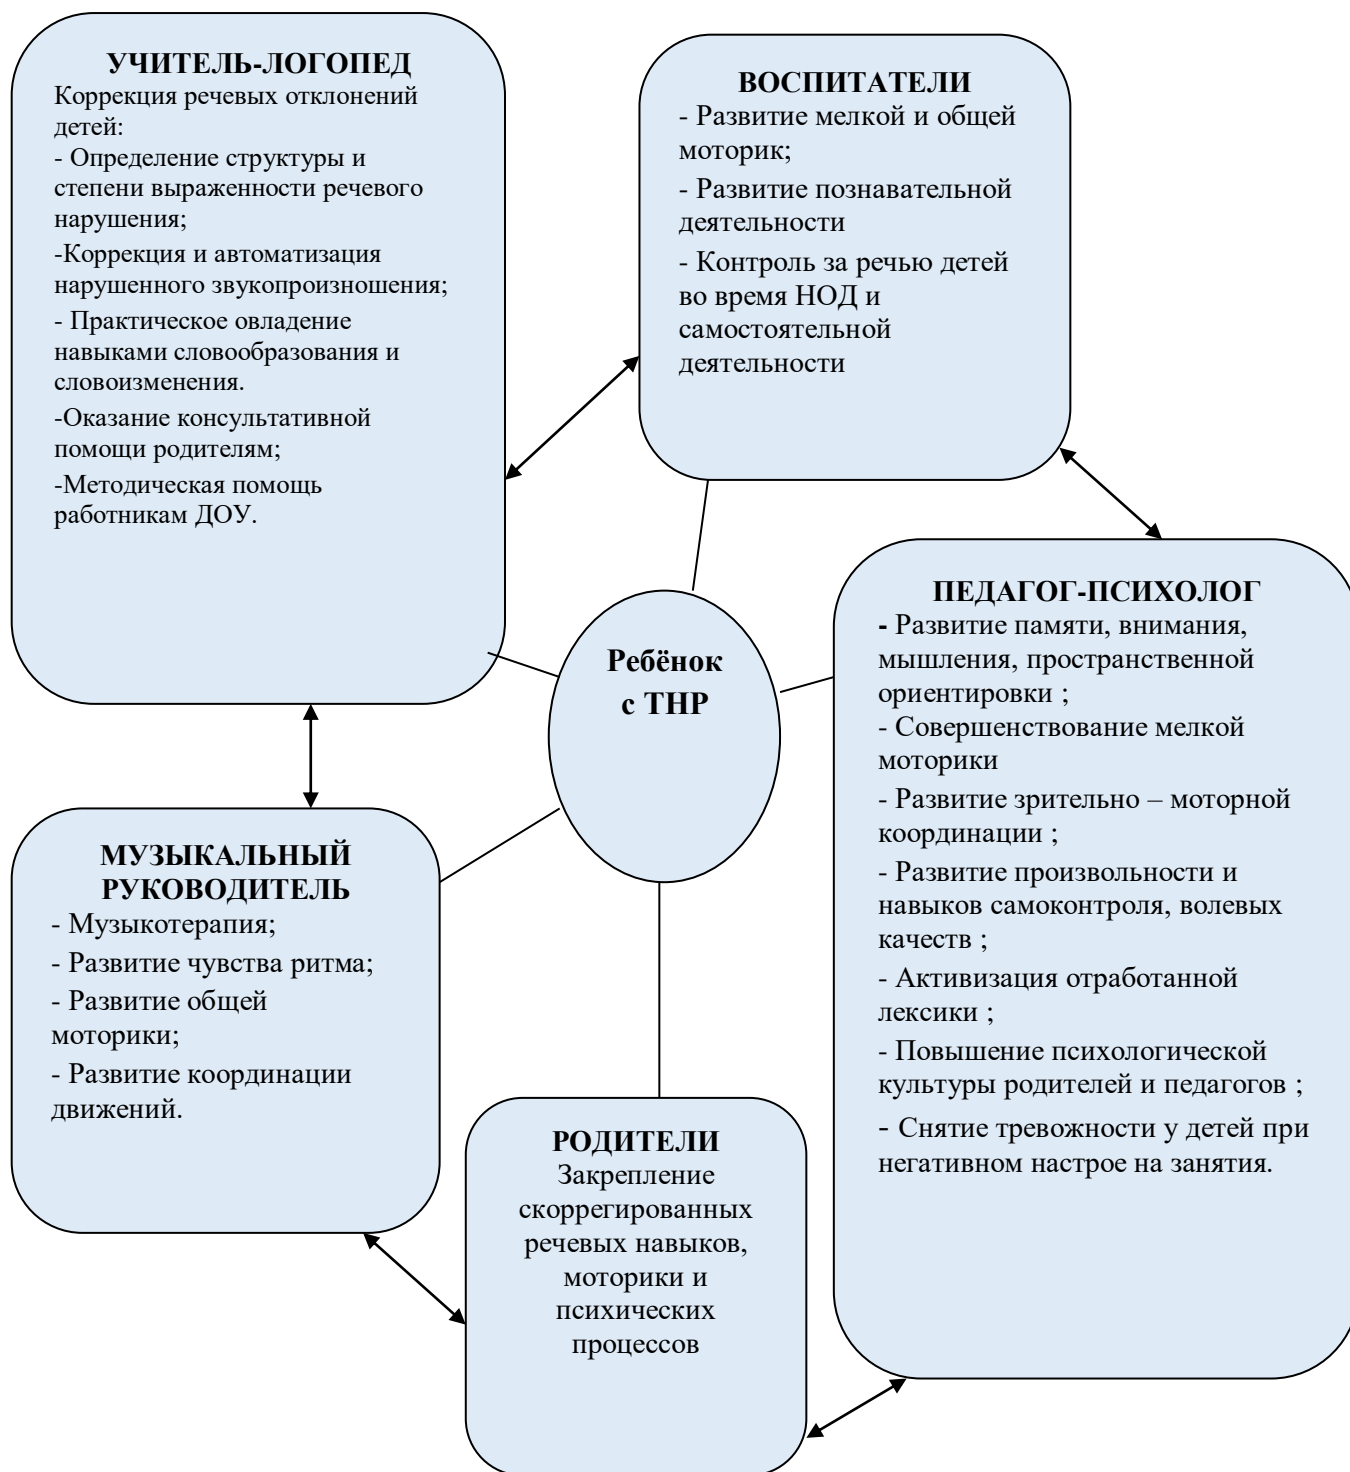 УЧИТЕЛЬ-ЛОГОПЕД
Коррекция речевых отклонений
детей:
- Определение структуры и
степени выраженности речевого
нарушения;
-Коррекция и автоматизация
нарушенного звукопроизношения;
- Практическое овладение
навыками словообразования и
словоизменения.
-Оказание консультативной
помощи родителям;
-Методическая помощь
работникам ДОУ.
ВОСПИТАТЕЛИ
- Развитие мелкой и общей
моторик;
- Развитие познавательной
деятельности
- Контроль за речью детей
во время НОД и
самостоятельной
деятельности
Ребёнок
с ТНР
ПЕДАГОГ-ПСИХОЛОГ
- Развитие памяти, внимания,
мышления, пространственной
ориентировки ;
- Совершенствование мелкой
моторики
- Развитие зрительно – моторной
координации ;
- Развитие произвольности и
навыков самоконтроля, волевых
качеств ;
- Активизация отработанной
лексики ;
- Повышение психологической
культуры родителей и педагогов ;
- Снятие тревожности у детей при
негативном настрое на занятия.
МУЗЫКАЛЬНЫЙ
РУКОВОДИТЕЛЬ
- Музыкотерапия;
- Развитие чувства ритма;
- Развитие общей
моторики;
- Развитие координации
движений.
РОДИТЕЛИ
Закрепление
скоррегированных
речевых навыков,
моторики и
психических
процессов